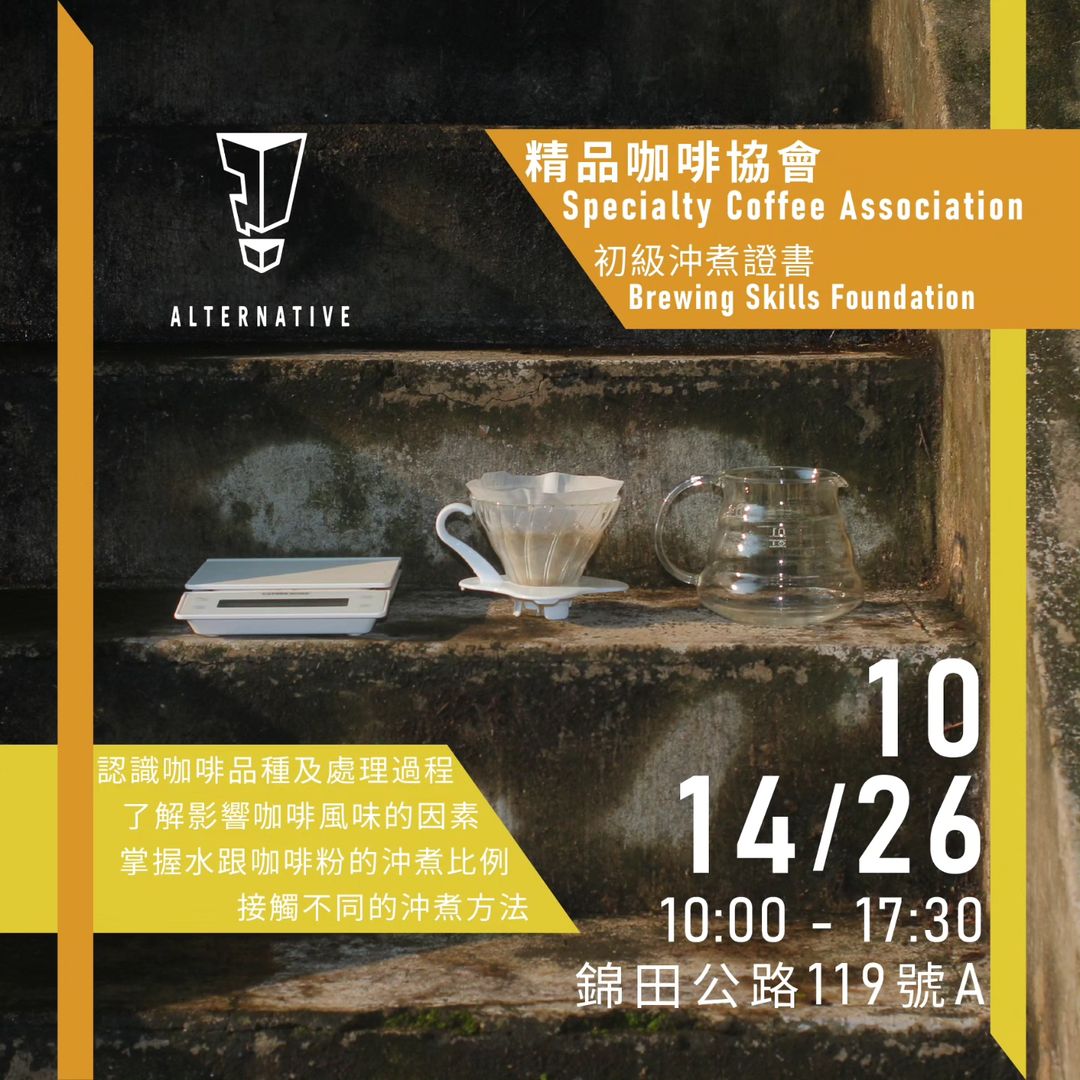 精品咖啡協會
Specialty Coffee Association
初級沖煮證書
Brewing Skills Foundation
ALTERNATIVE
認識咖啡品種及處理過程
了解影響咖啡風味的因素
掌握水跟咖啡粉的沖煮比例
接觸不同的沖煮方法
10
14/26
10:00 - 17:30
錦田公路119號A